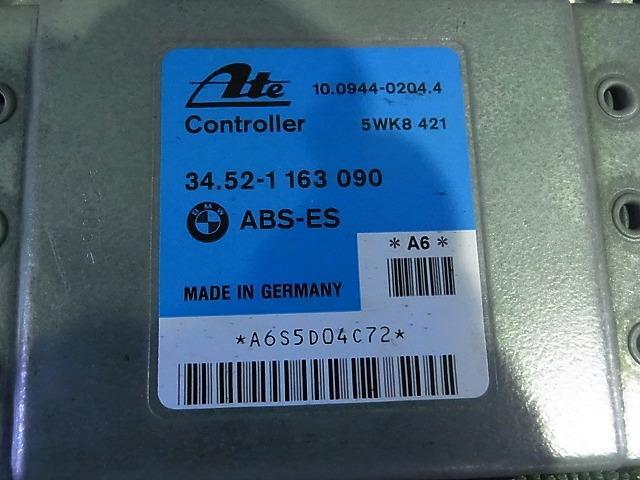 Ate 10.0944-0204.4
Controller 5WK8 421
34.52-1 163 090
BMW ABS-ES
* A6 *
MADE IN GERMANY
*A6S5D04C72*